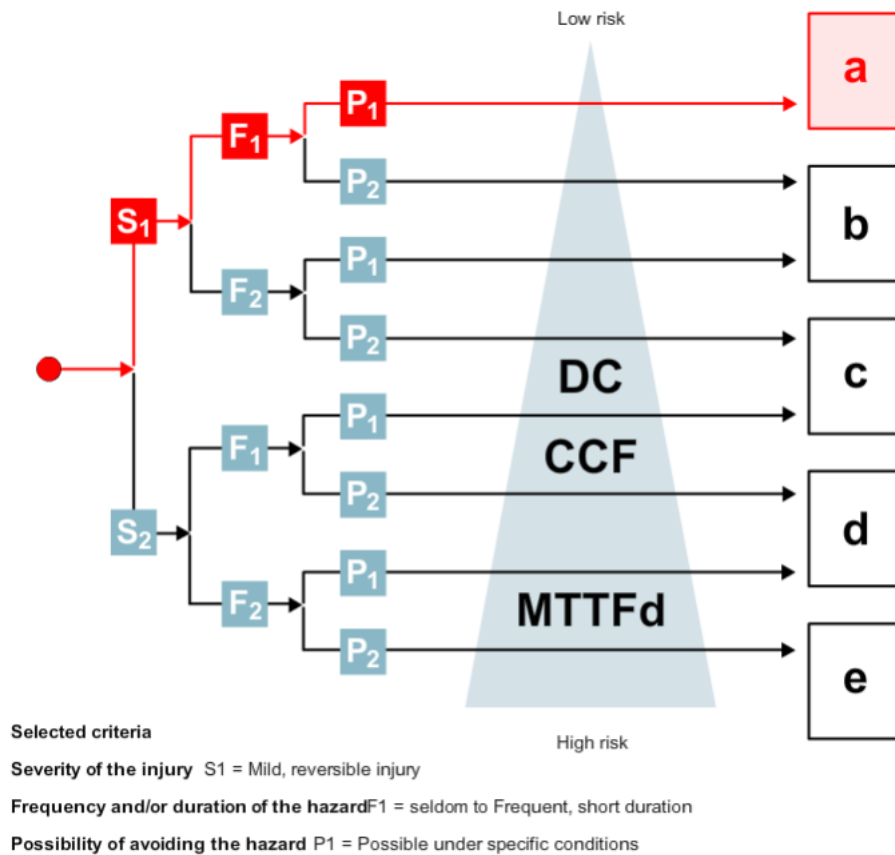 Low risk
a
P1
F1
P2
b
S1
P1
F2
P2
c
DC
P1
F1
CCF
P2
d
S2
P1
F2
MTTFd
P2
e
Selected criteria
High risk
Severity of the injury S1 = Mild, reversible injury
Frequency and/or duration of the hazardF1 = seldom to Frequent, short duration
Possibility of avoiding the hazard P1 = Possible under specific conditions